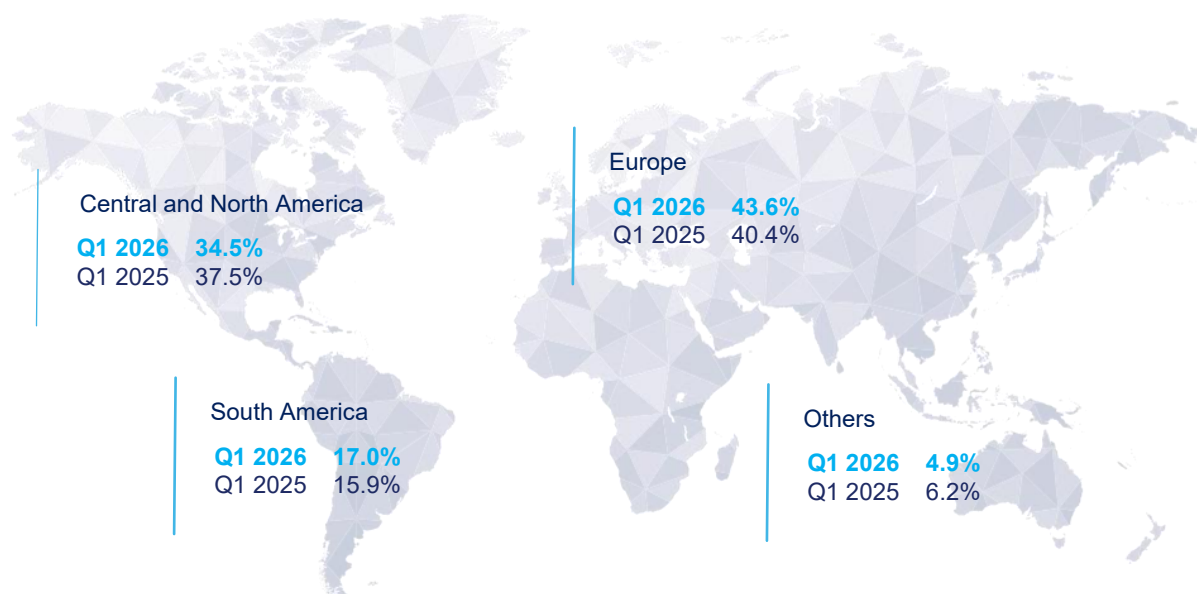 Central and North America
Q1 2026 34.5%
Q1 2025 37.5%
Europe
Q1 2026 43.6%
Q1 2025 40.4%
South America
Q1 2026 17.0%
Q1 2025 15.9%
Others
Q1 2026 4.9%
Q1 2025 6.2%